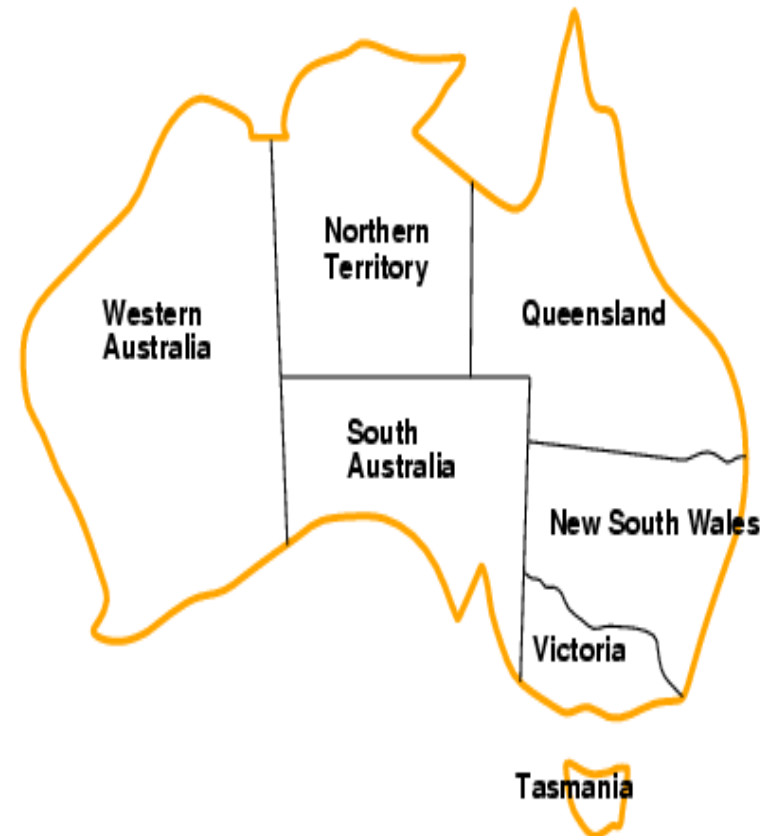 Northern
Territory
Western
Australia
Queensland
South
Australia
New South Wales
Victoria
Tasmania